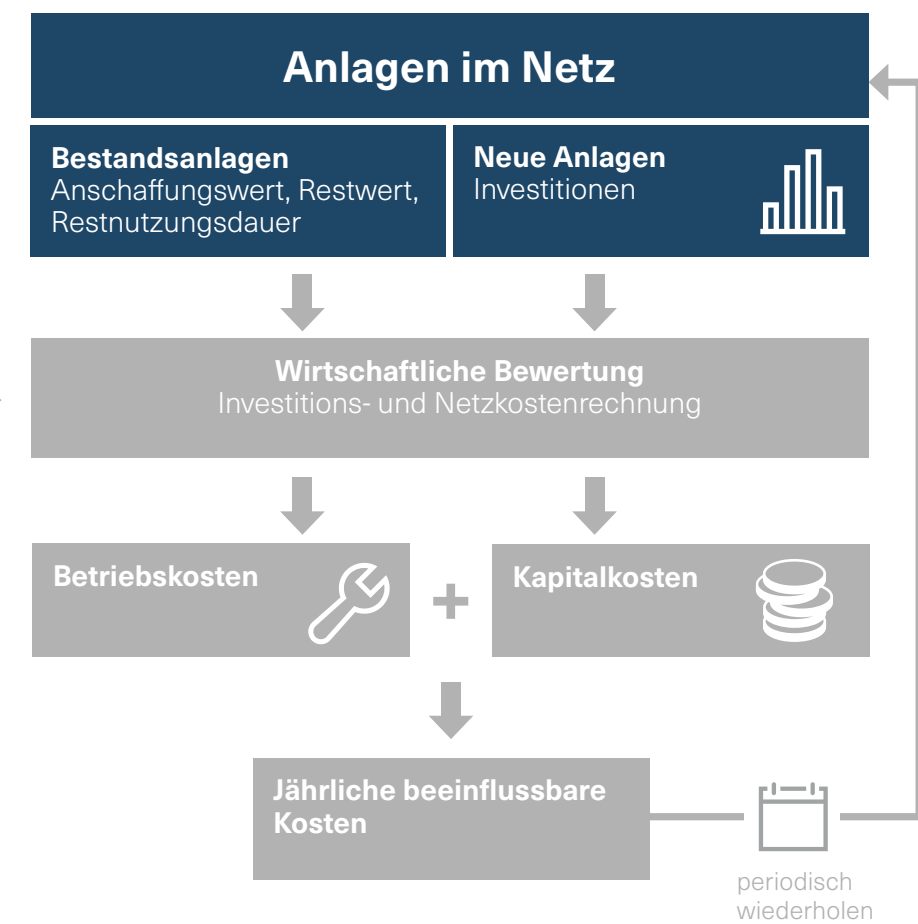 Anlagen im Netz
Bestandsanlagen
Anschaffungswert, Restwert,
Restnutzungsdauer
Neue Anlagen
Investitionen
Wirtschaftliche Bewertung
Investitions- und Netzkostenrechnung
Betriebskosten
+
Kapitalkosten
Jährliche beeinflussbare
Kosten
periodisch
wiederholen